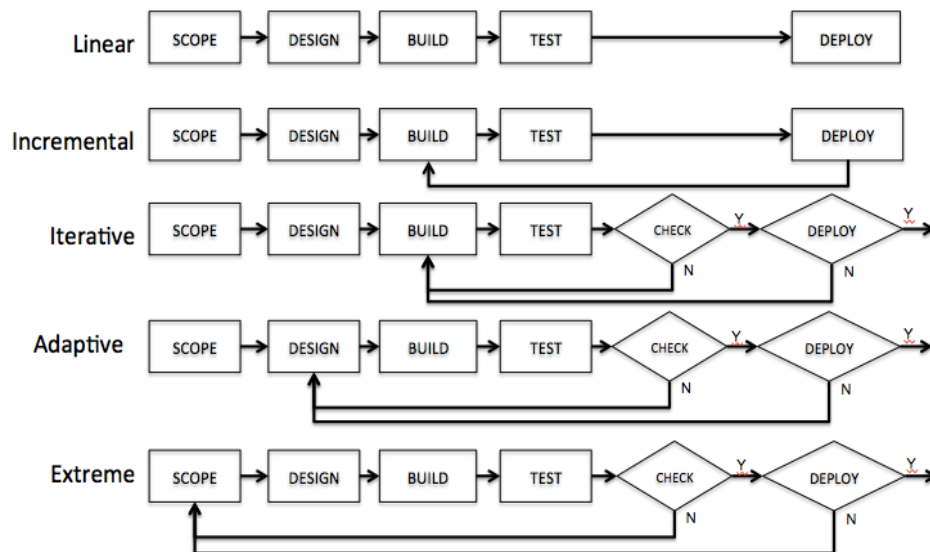 Linear
SCOPE
DESIGN
BUILD
TEST
DEPLOY
Incremental
SCOPE
DESIGN
BUILD
TEST
DEPLOY
Iterative
SCOPE
DESIGN
BUILD
TEST
CHECK
Y
DEPLOY
Y
N
N
Adaptive
SCOPE
DESIGN
BUILD
TEST
CHECK
Y
DEPLOY
Y
N
N
Extreme
SCOPE
DESIGN
BUILD
TEST
CHECK
Y
DEPLOY
Y
N
N